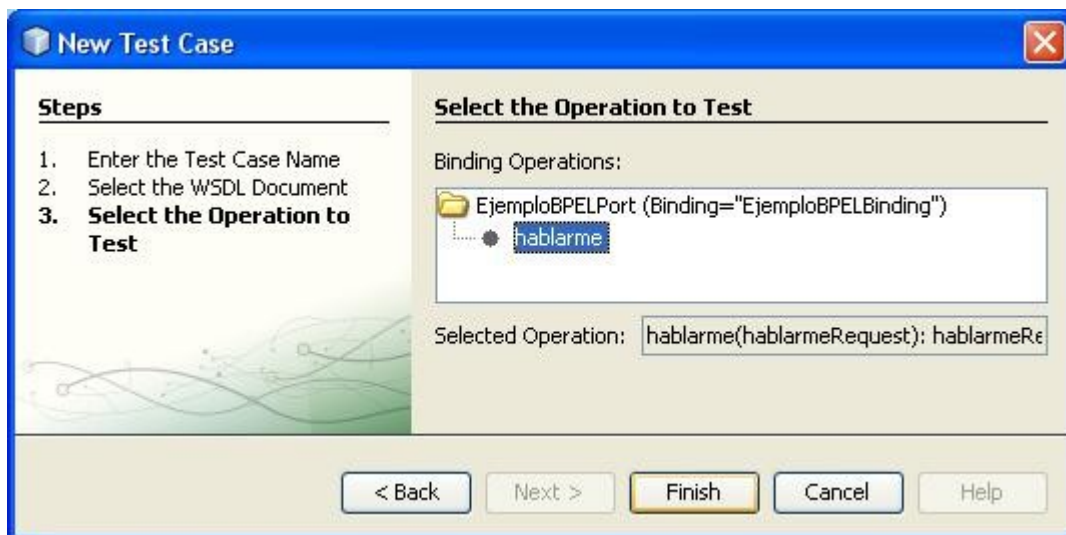 New Test Case
Steps
1. Enter the Test Case Name
2. Select the WSDL Document
3. Select the Operation to
Test
Select the Operation to Test
Binding Operations:
EjemploBPELPort (Binding="EjemploBPELBinding")
hablarme
Selected Operation: hablarme(hablarmeRequest): hablarmeRe
< Back Next > Finish Cancel Help